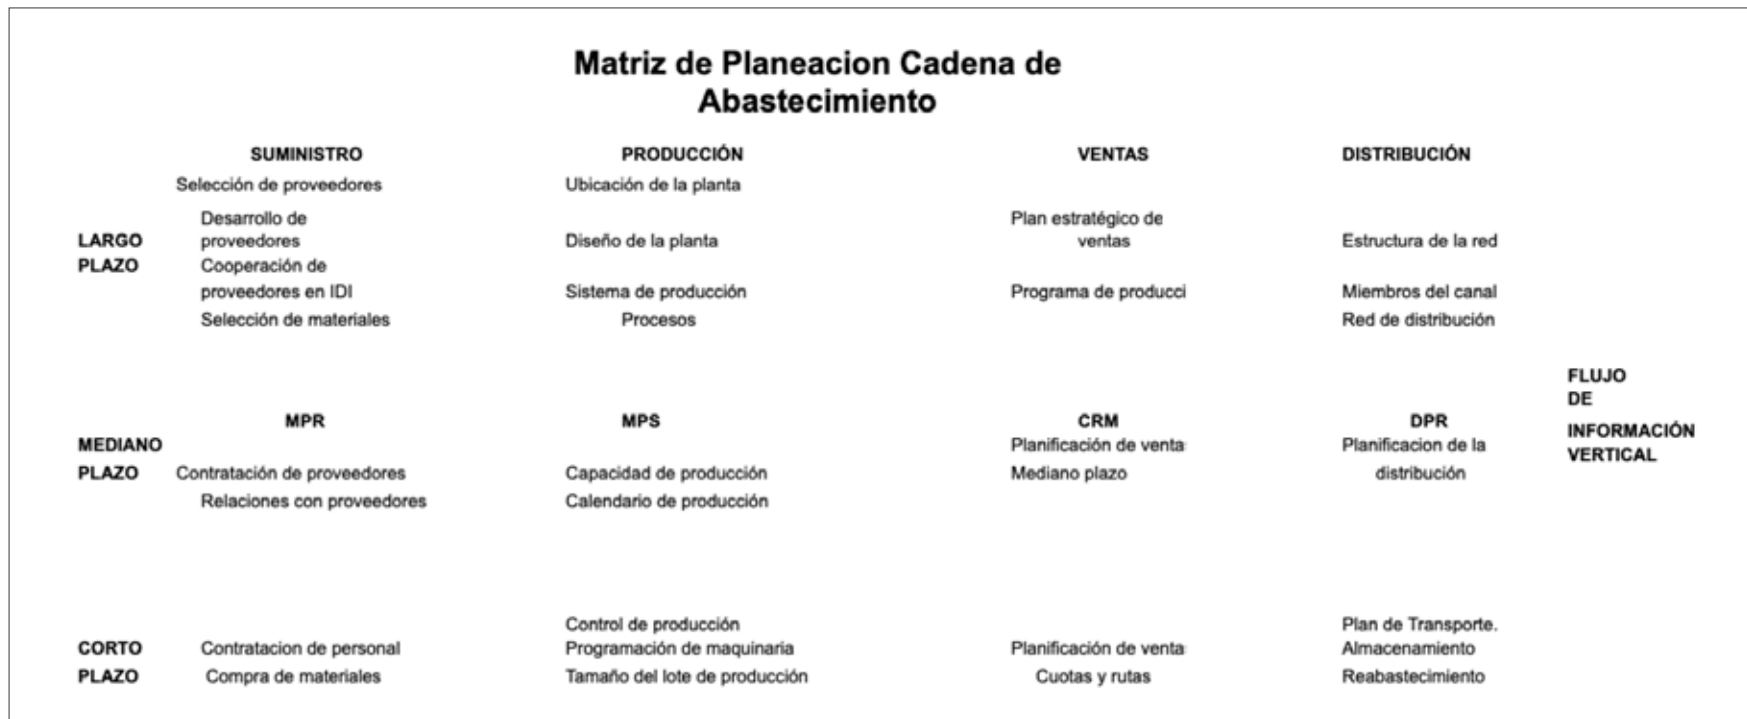 Matriz de Planeacion Cadena de
Abastecimiento
SUMINISTRO PRODUCCIÓN VENTAS DISTRIBUCIÓN
Selección de proveedores Ubicación de la planta
Desarrollo de Plan estratégico de
LARGO proveedores Diseño de la planta ventas Estructura de la red
PLAZO Cooperación de
proveedores en IDI Sistema de producción Programa de producci Miembros del canal
Selección de materiales Procesos Red de distribución
FLUJO
DE
MPR MPS CRM DPR
INFORMACIÓN
MEDIANO Planificación de venta Planificacion de la
VERTICAL
PLAZO Contratación de proveedores Capacidad de producción Mediano plazo distribución
Relaciones con proveedores Calendario de producción
Control de producción Plan de Transporte.
CORTO Contratacion de personal Programación de maquinaria Planificación de venta Almacenamiento
PLAZO Compra de materiales Tamaño del lote de producción Cuotas y rutas Reabastecimiento